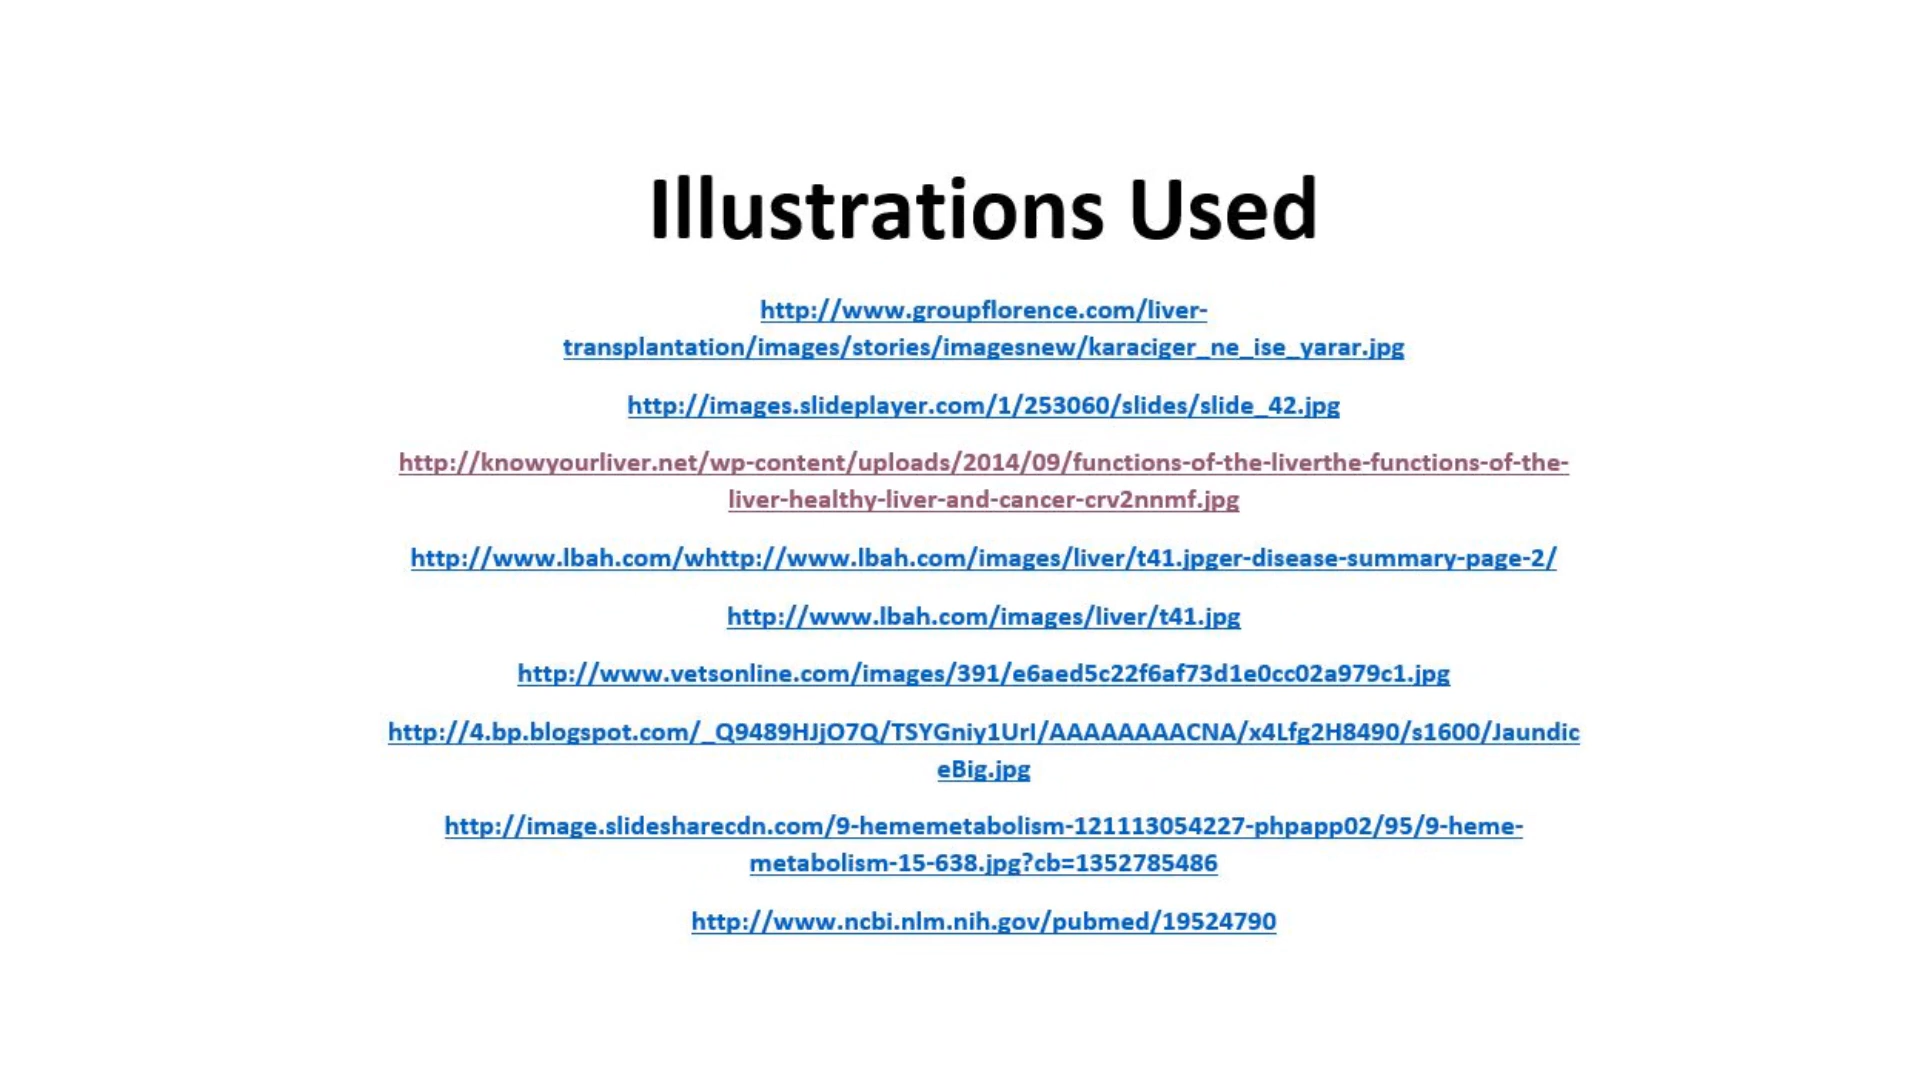 Illustrations Used
http://www.groupflorence.com/liver-
transplantation/images/stories/imagesnew/karaciger_ne_ise_yarar.jpg
http://images.slideplayer.com/1/253060/slides/slide_42.jpg
http://knowyourliver.net/wp-content/uploads/2014/09/functions-of-the-liverthe-functions-of-the-
liver-healthy-liver-and-cancer-crv2nnmf.jpg
http://www.lbah.com/whttp://www.lbah.com/images/liver/t41.jpger-disease-summary-page-2/
http://www.lbah.com/images/liver/t41.jpg
http://www.vetsonline.com/images/391/e6aed5c22f6af73d1e0cc02a979c1.jpg
http://4.bp.blogspot.com/_Q9489HJjO7Q/TSYGniy1UrI/AAAAAAAACNA/x4Lfg2H8490/s1600/Jaundic
eBig.jpg
http://image.slidesharecdn.com/9-hememetabolism-121113054227-phpapp02/95/9-heme-
metabolism-15-638.jpg?cb=1352785486
http://www.ncbi.nlm.nih.gov/pubmed/19524790